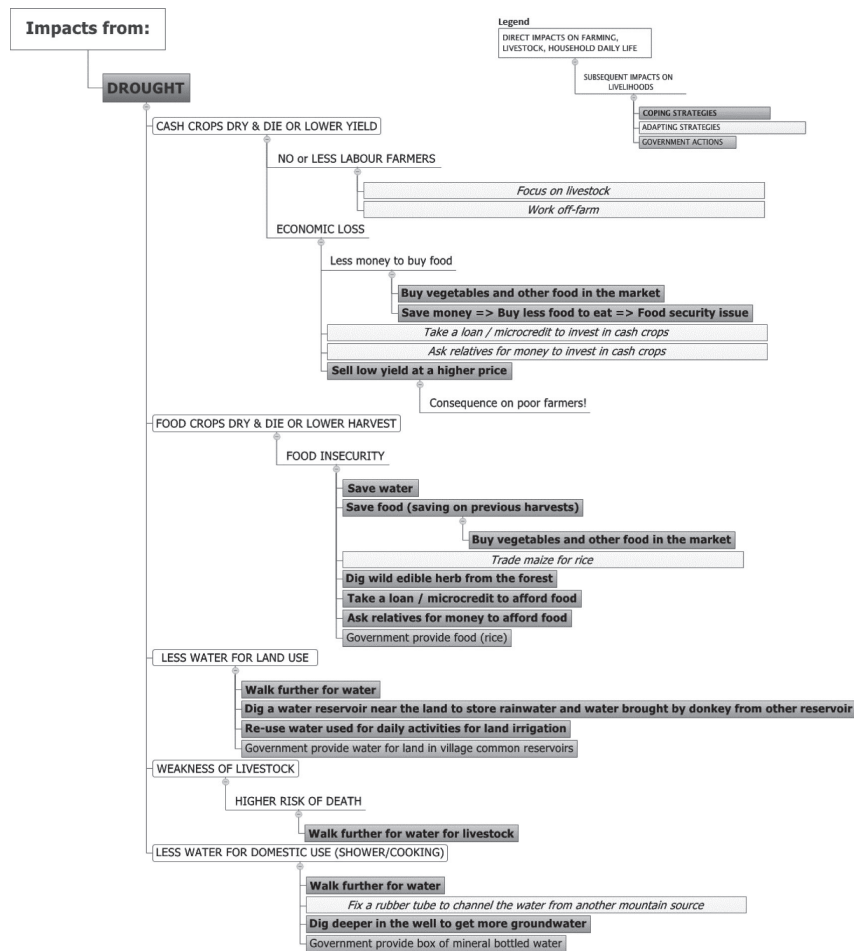 Impacts from:
Legend
DIRECT IMPACTS ON FARMING,
LIVESTOCK, HOUSEHOLD DAILY LIFE
SUBSEQUENT IMPACTS ON
LIVELIHOODS
COPING STRATEGIES
ADAPTING STRATEGIES
GOVERNMENT ACTIONS
DROUGHT
CASH CROPS DRY & DIE OR LOWER YIELD
NO or LESS LABOUR FARMERS
Focus on livestock
Work off-farm
ECONOMIC LOSS
Less money to buy food
Buy vegetables and other food in the market
Save money => Buy less food to eat => Food security issue
Take a loan / microcredit to invest in cash crops
Ask relatives for money to invest in cash crops
Sell low yield at a higher price
Consequence on poor farmers!
FOOD CROPS DRY & DIE OR LOWER HARVEST
FOOD INSECURITY
Save water
Save food (saving on previous harvests)
Buy vegetables and other food in the market
Trade maize for rice
Dig wild edible herb from the forest
Take a loan / microcredit to afford food
Ask relatives for money to afford food
Government provide food (rice)
LESS WATER FOR LAND USE
Walk further for water
Dig a water reservoir near the land to store rainwater and water brought by donkey from other reservoir
Re-use water used for daily activities for land irrigation
Government provide water for land in village common reservoirs
WEAKNESS OF LIVESTOCK
HIGHER RISK OF DEATH
Walk further for water for livestock
LESS WATER FOR DOMESTIC USE (SHOWER/COOKING)
Walk further for water
Fix a rubber tube to channel the water from another mountain source
Dig deeper in the well to get more groundwater
Government provide box of mineral bottled water